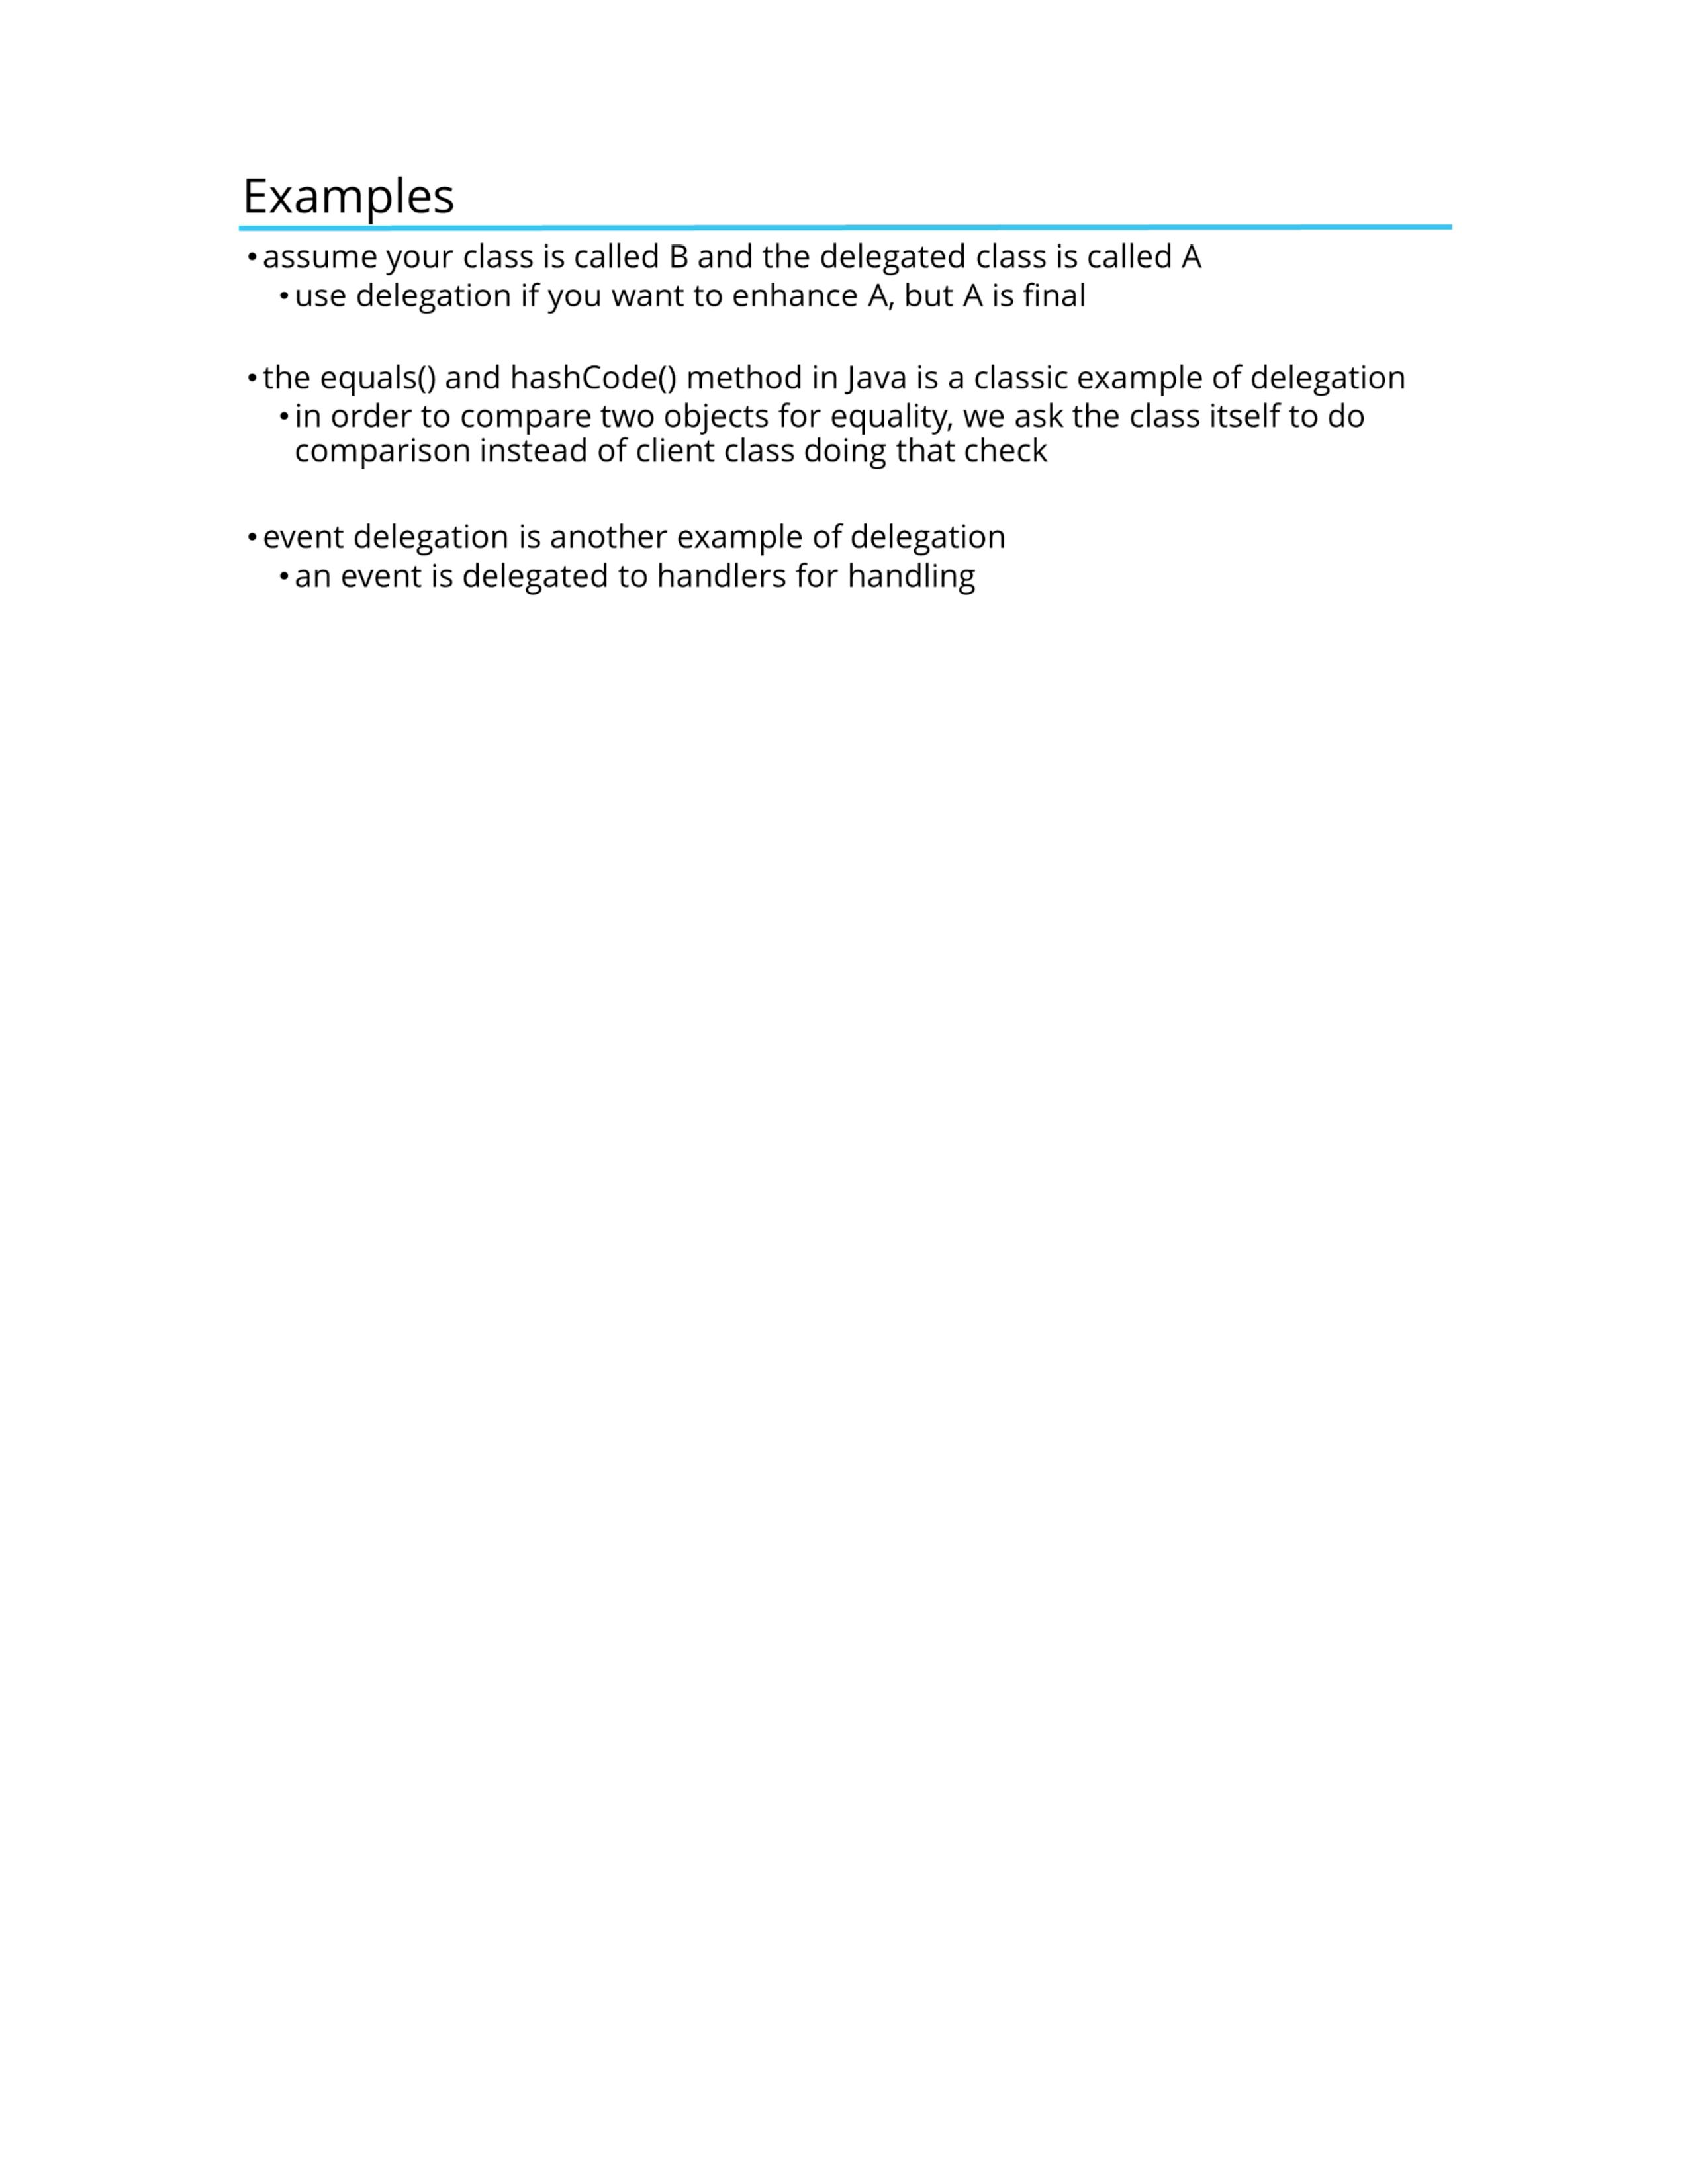 Examples
• assume your class is called B and the delegated class is called A
• use delegation if you want to enhance A, but A is final
• the equals() and hashCode() method in Java is a classic example of delegation
• in order to compare two objects for equality, we ask the class itself to do
comparison instead of client class doing that check
• event delegation is another example of delegation
• an event is delegated to handlers for handling